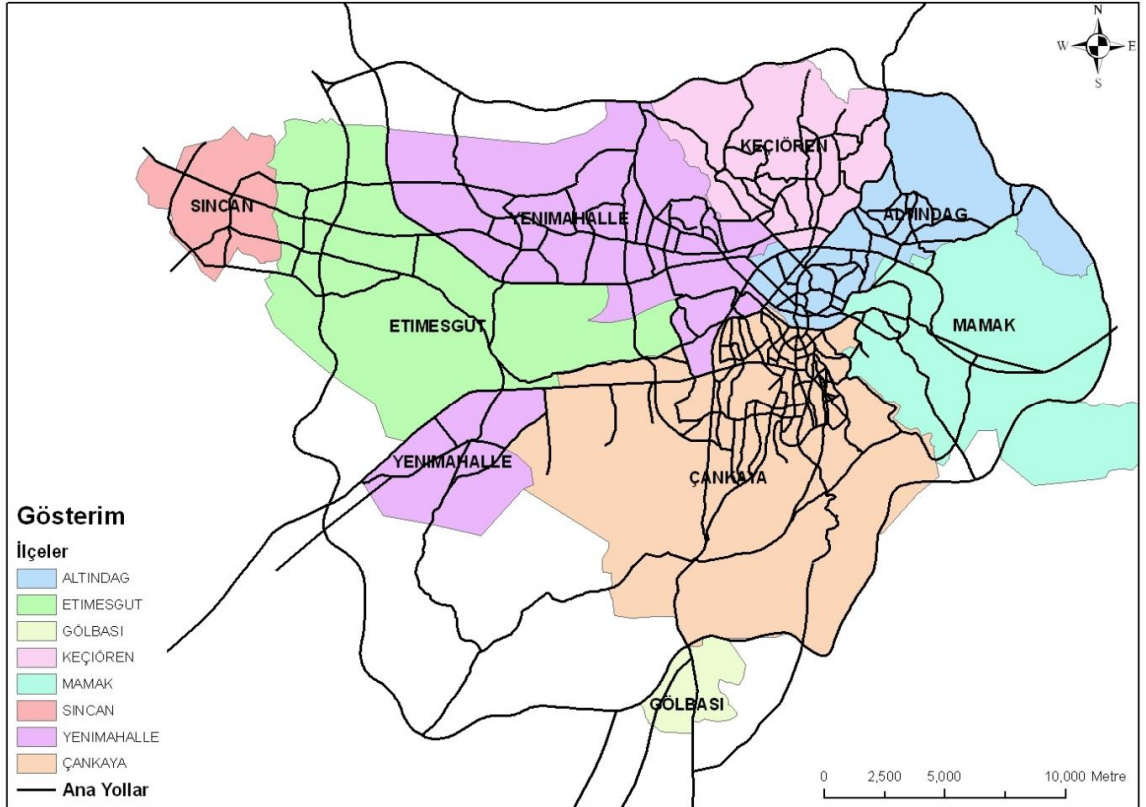 N
W E
S
KEÇİÖREN
SINCAN
YENIMAHALLE
ALTINDAG
ETIMESGUT
MAMAK
YENIMAHALLE
ÇANKAYA
GÖLBASI
Gösterim
İlçeler
ALTINDAG
ETIMESGUT
GÖLBASI
KEÇİÖREN
MAMAK
SINCAN
YENIMAHALLE
ÇANKAYA
Ana Yollar
0 2,500 5,000 10,000 Metre